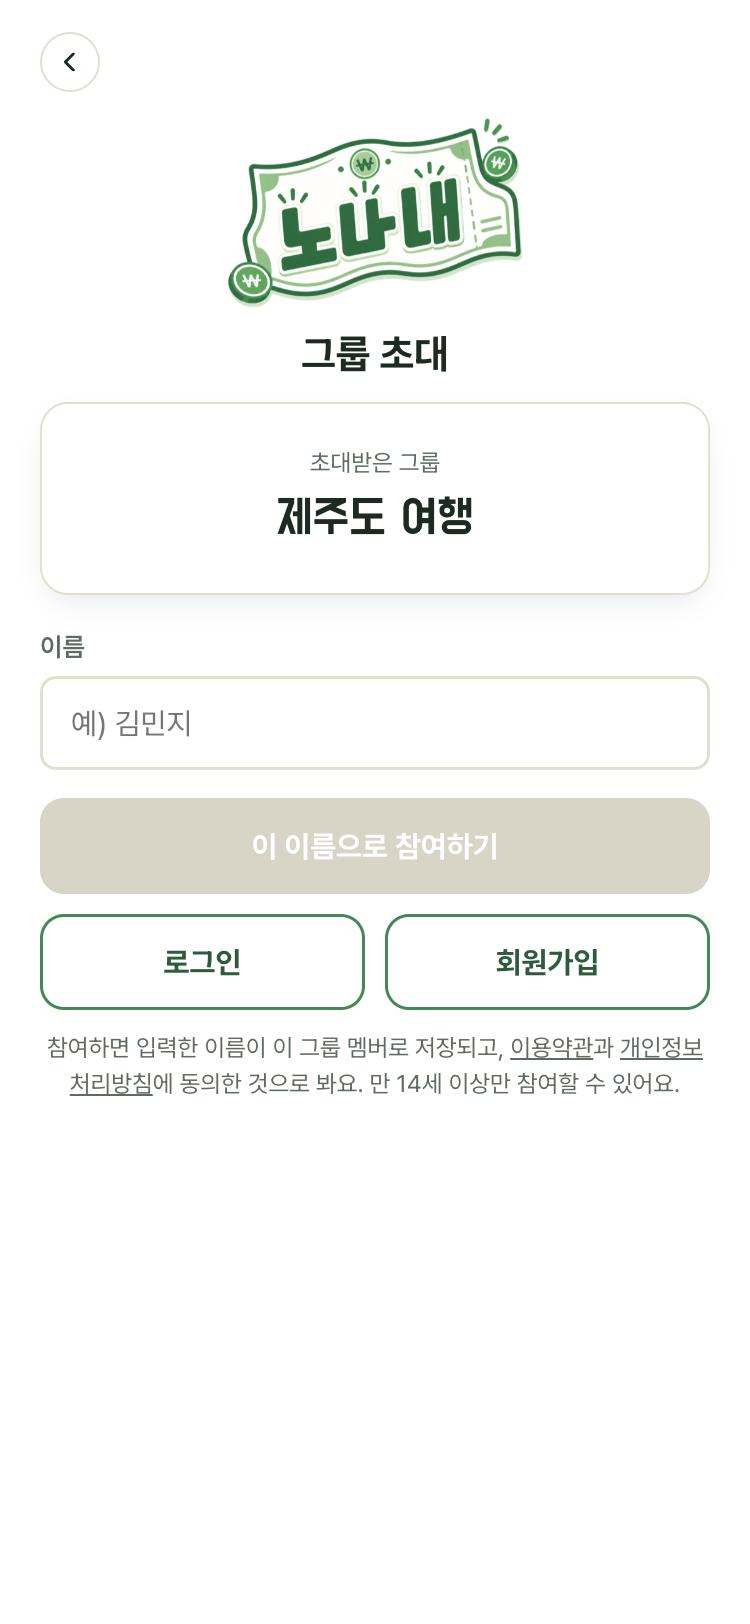 노나내
그룹 초대
초대받은 그룹
제주도 여행
이름
예) 김민지
이 이름으로 참여하기
로그인
회원가입
참여하면 입력한 이름이 이 그룹 멤버로 저장되고, 이용약관과 개인정보
처리방침에 동의한 것으로 봐요. 만 14세 이상만 참여할 수 있어요.